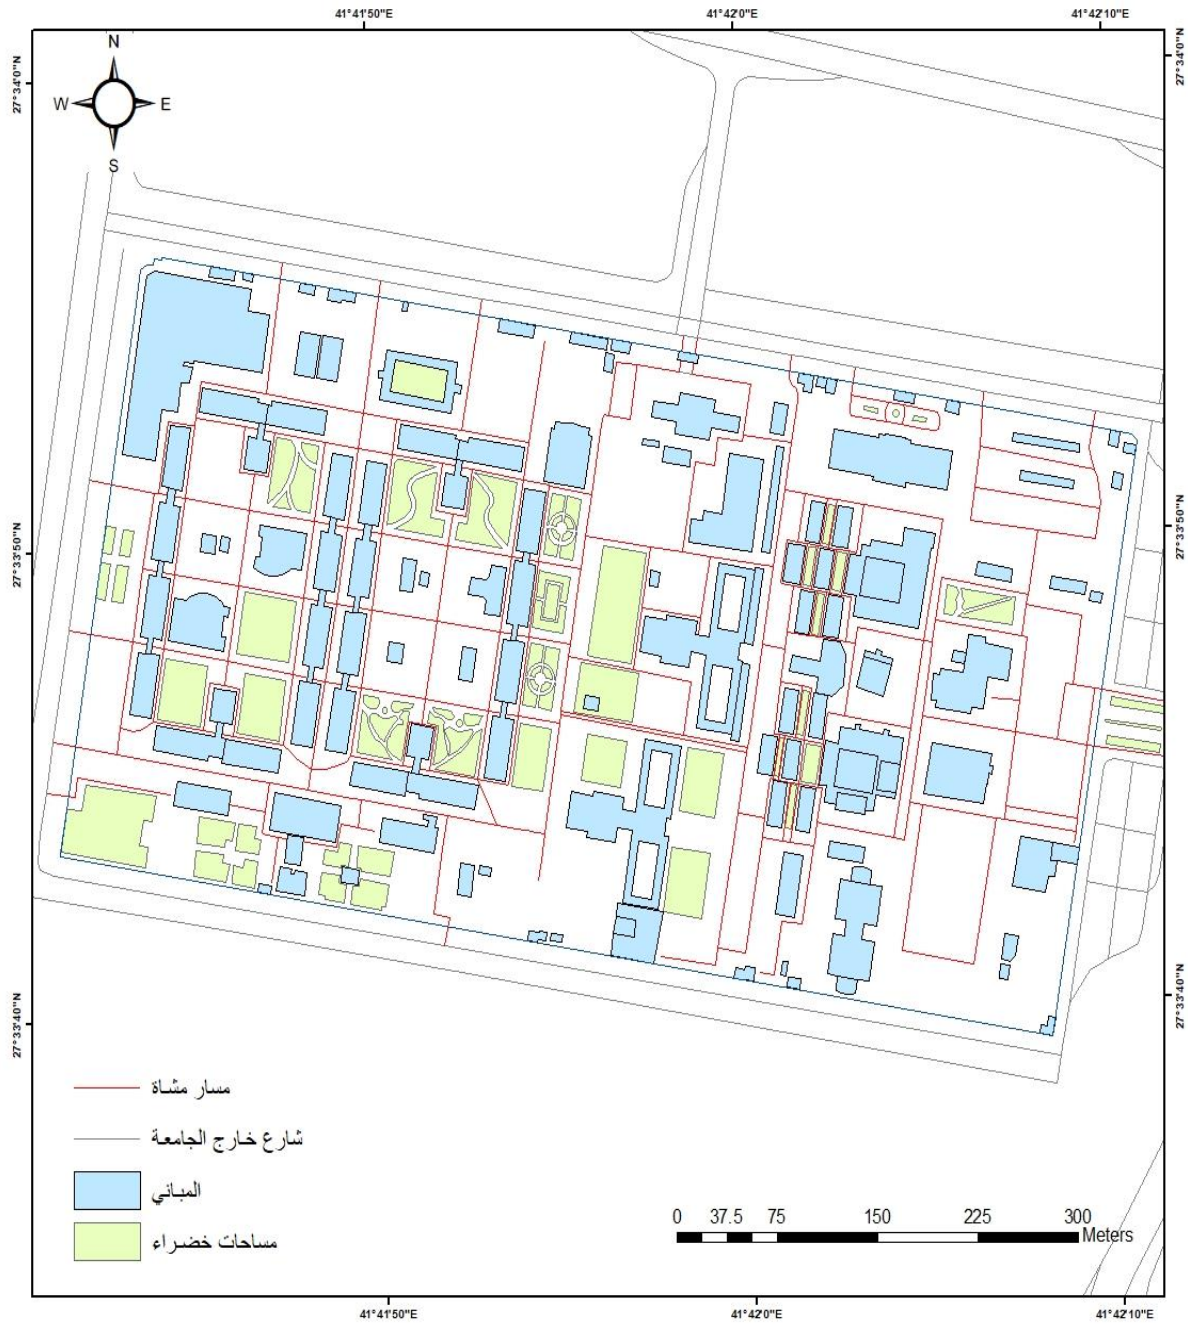 41°41'50"E 42°42'0"E 41°42'10"E
27°34'0"N
27°34'0"N
N
W E
S
27°33'50"N
27°33'50"N
27°33'40"N
27°33'40"N
مسار مشاة
شارع خارج الجامعة
المباني
مساحات خضراء
0 37.5 75 150 225 300
Meters
41°41'50"E 41°42'0"E 41°42'10"E